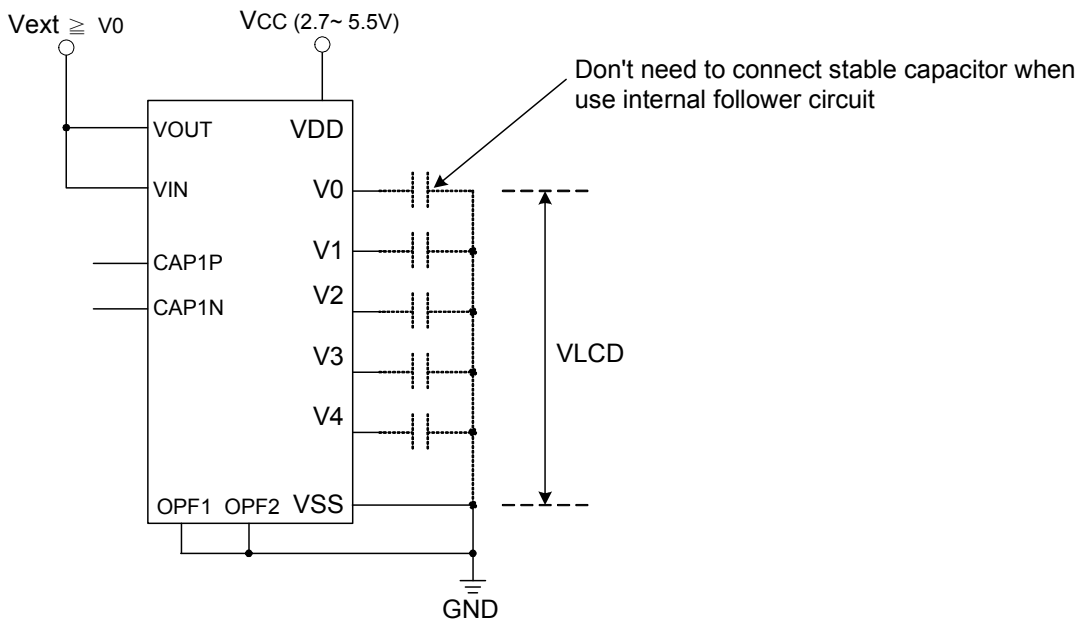 Vext ≧ V0
VCC (2.7~ 5.5V)
Don't need to connect stable capacitor when
use internal follower circuit
VOUT
VDD
VIN
V0
V1
CAP1P
V2
CAP1N
V3
VLCD
V4
OPF1 OPF2 VSS
GND